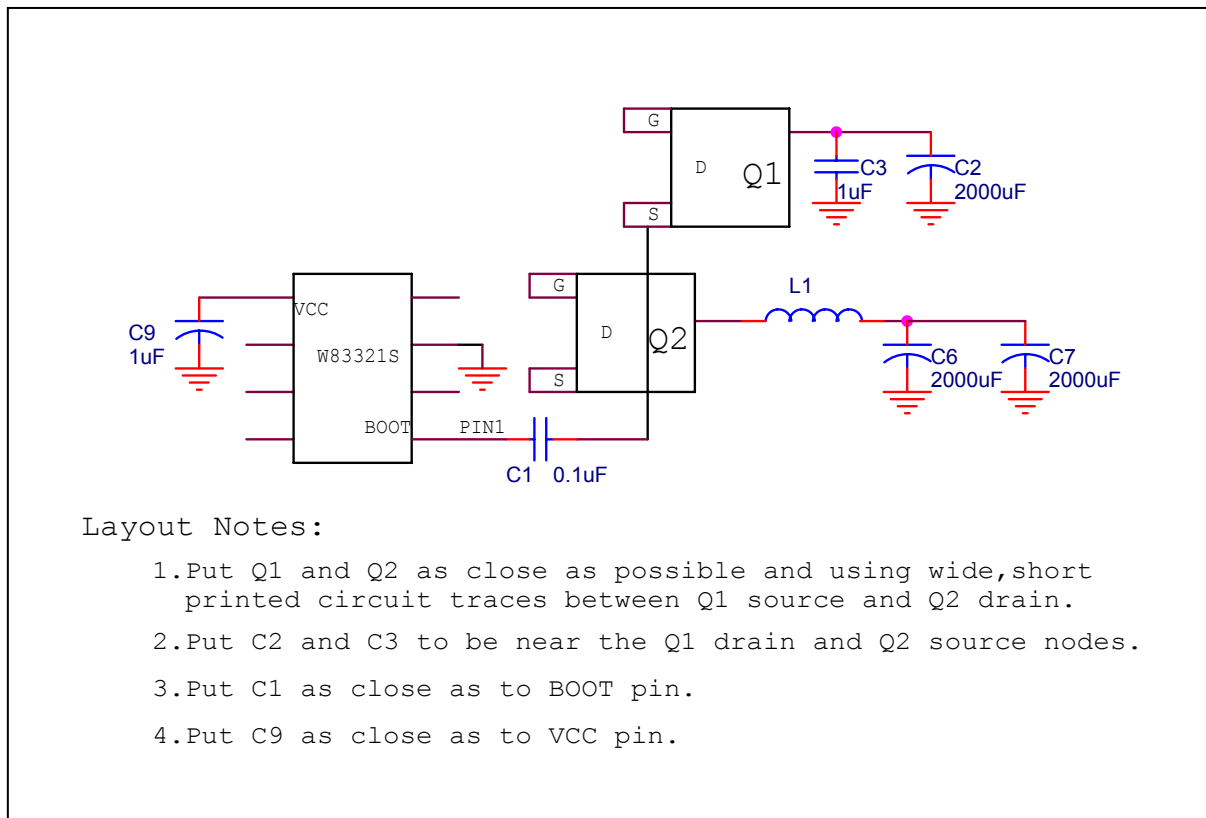 G
D
Q1
S
C3
1uF
C2
2000uF
G
D
Q2
S
L1
VCC
W83321S
BOOT
PIN1
C9
1uF
C6
2000uF
C7
2000uF
C1
0.1uF
Layout Notes:
1.Put Q1 and Q2 as close as possible and using wide,short
printed circuit traces between Q1 source and Q2 drain.
2.Put C2 and C3 to be near the Q1 drain and Q2 source nodes.
3.Put C1 as close as to BOOT pin.
4.Put C9 as close as to VCC pin.